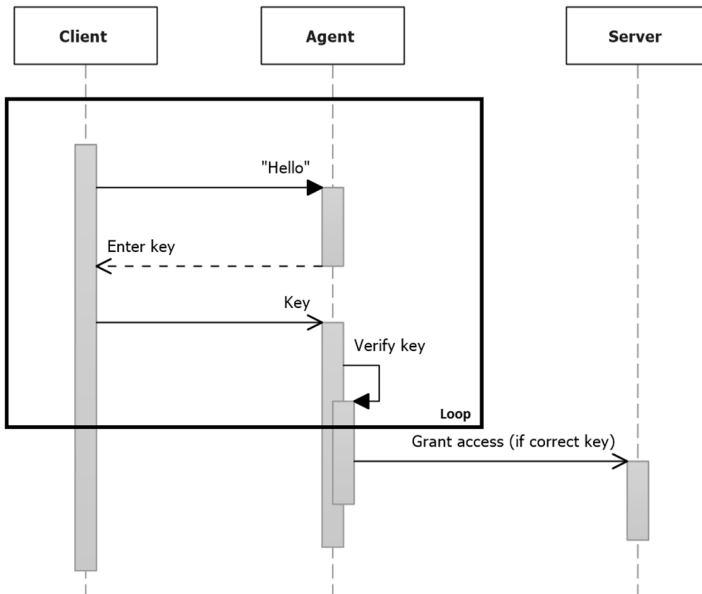 Client
Agent
Server
"Hello"
Enter key
Key
Verify key
Loop
Grant access (if correct key)